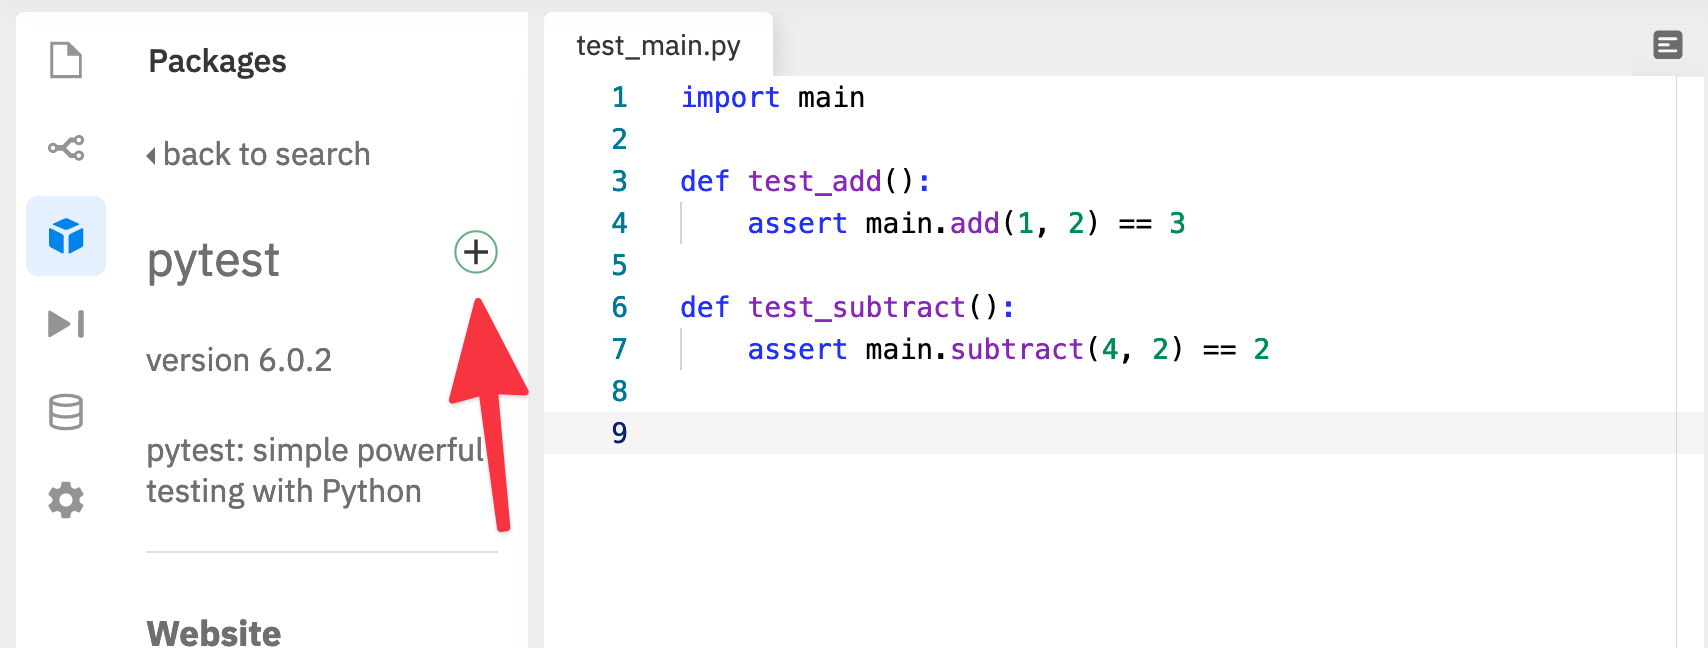 Packages
back to search
pytest
version 6.0.2
pytest: simple powerful
testing with Python
Website
test_main.py
1 import main
2
3 def test_add():
4     assert main.add(1, 2) == 3
5
6 def test_subtract():
7     assert main.subtract(4, 2) == 2
8
9